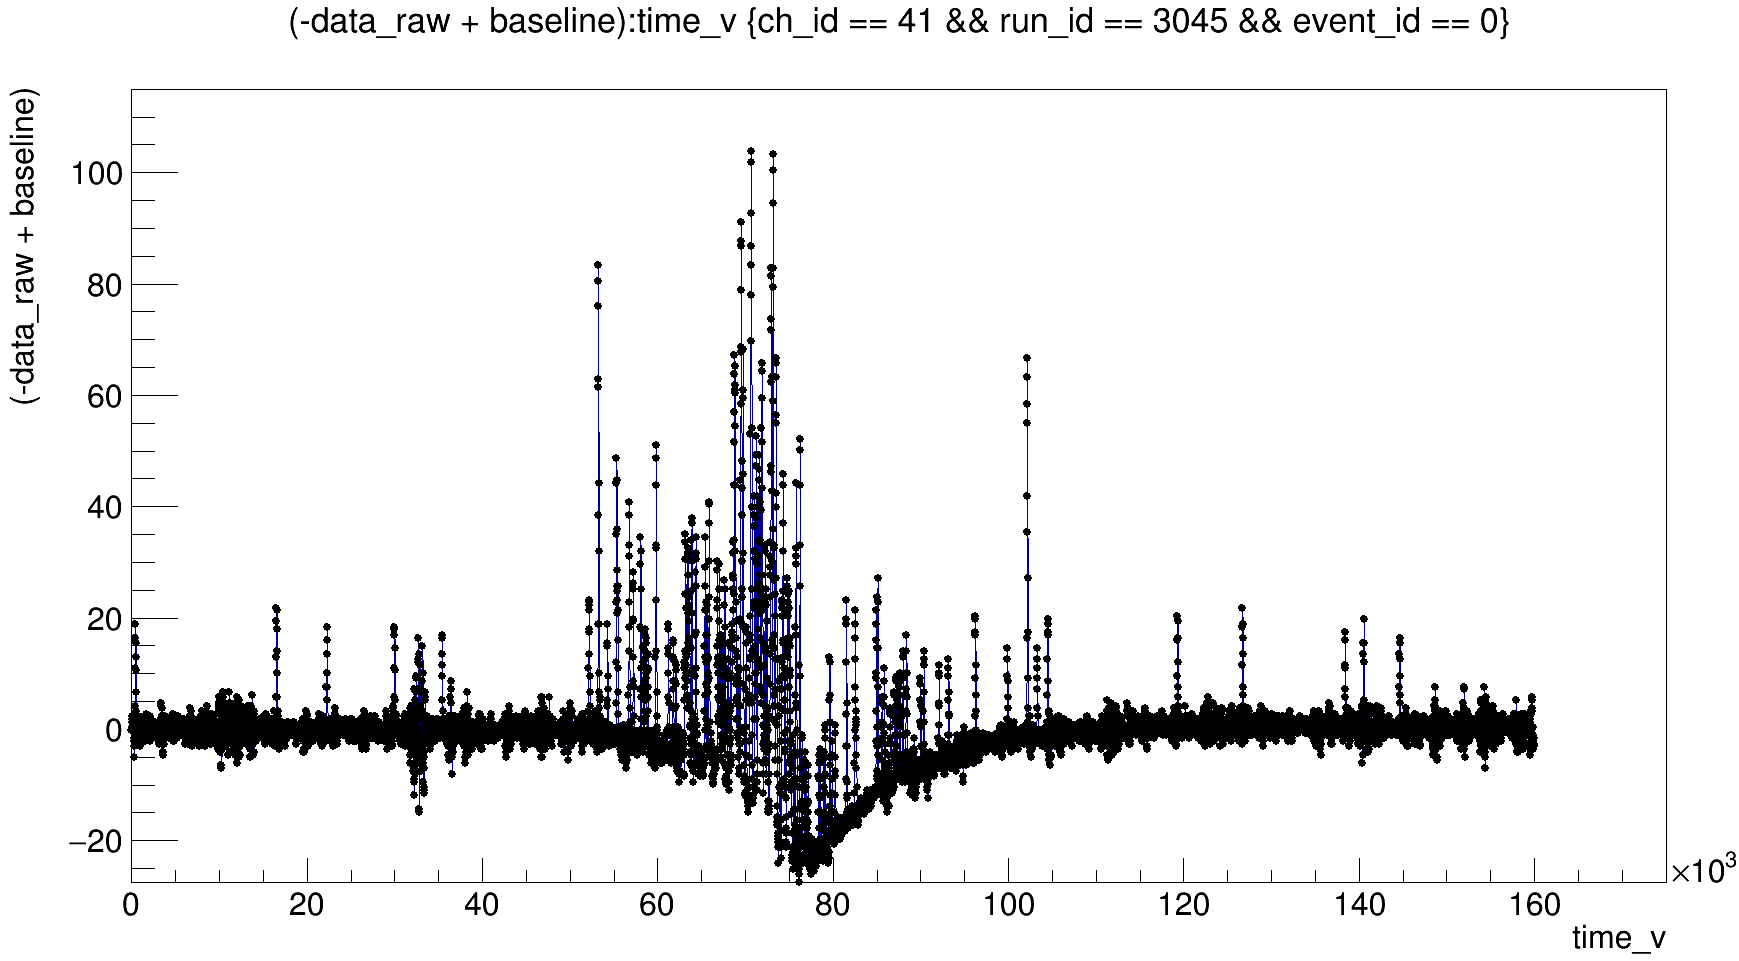 (-data_raw + baseline):time_v {ch_id == 41 && run_id == 3045 && event_id == 0}
(-data_raw + baseline)
100
80
60
40
20
0
−20
0 20 40 60 80 100 120 140 160
×10³
time_v